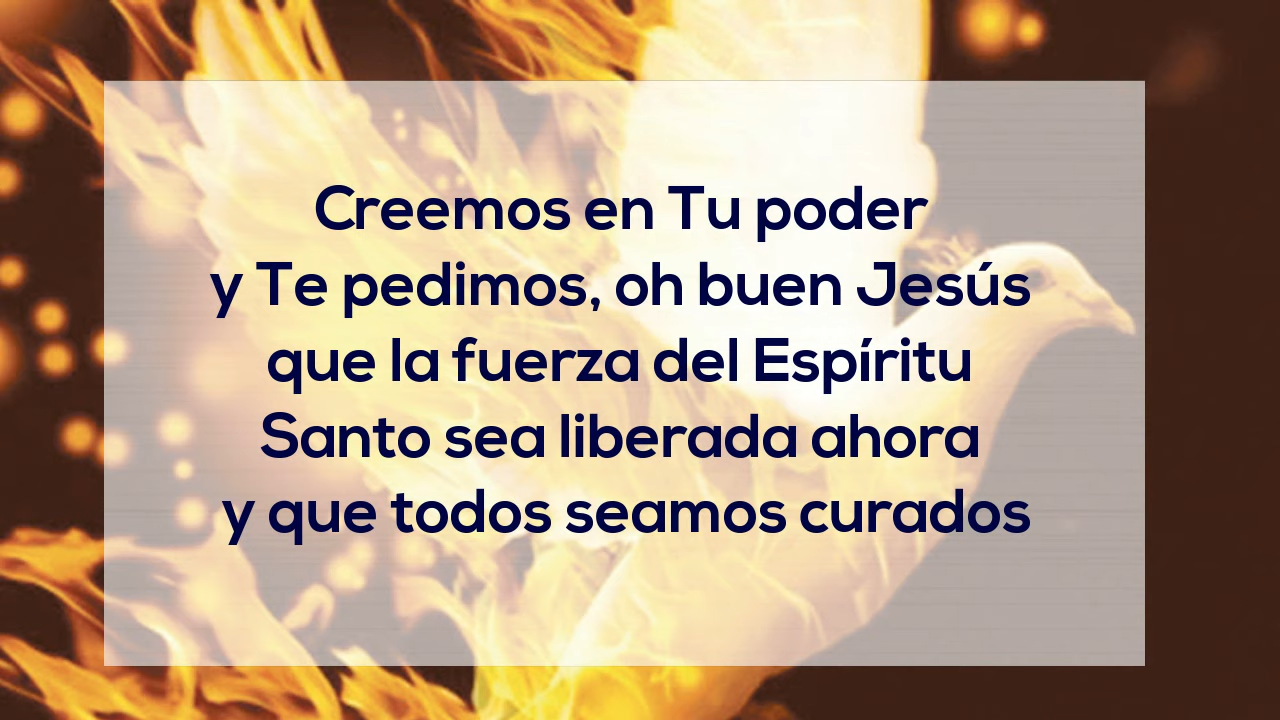 Creemos en Tu poder
y Te pedimos, oh buen Jesús
que la fuerza del Espíritu
Santo sea liberada ahora
y que todos seamos curados